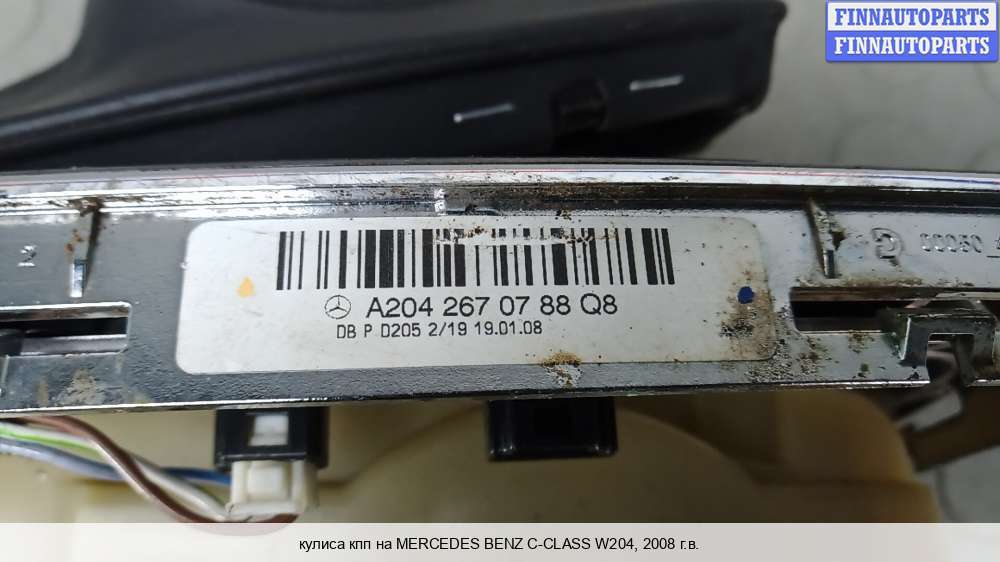 FINNAUTOPARTS
FINNAUTOPARTS
2
A204 267 07 88 Q8
DB P D205 2/19 19.01.08
кулиса кпп на MERCEDES BENZ C-CLASS W204, 2008 г.в.